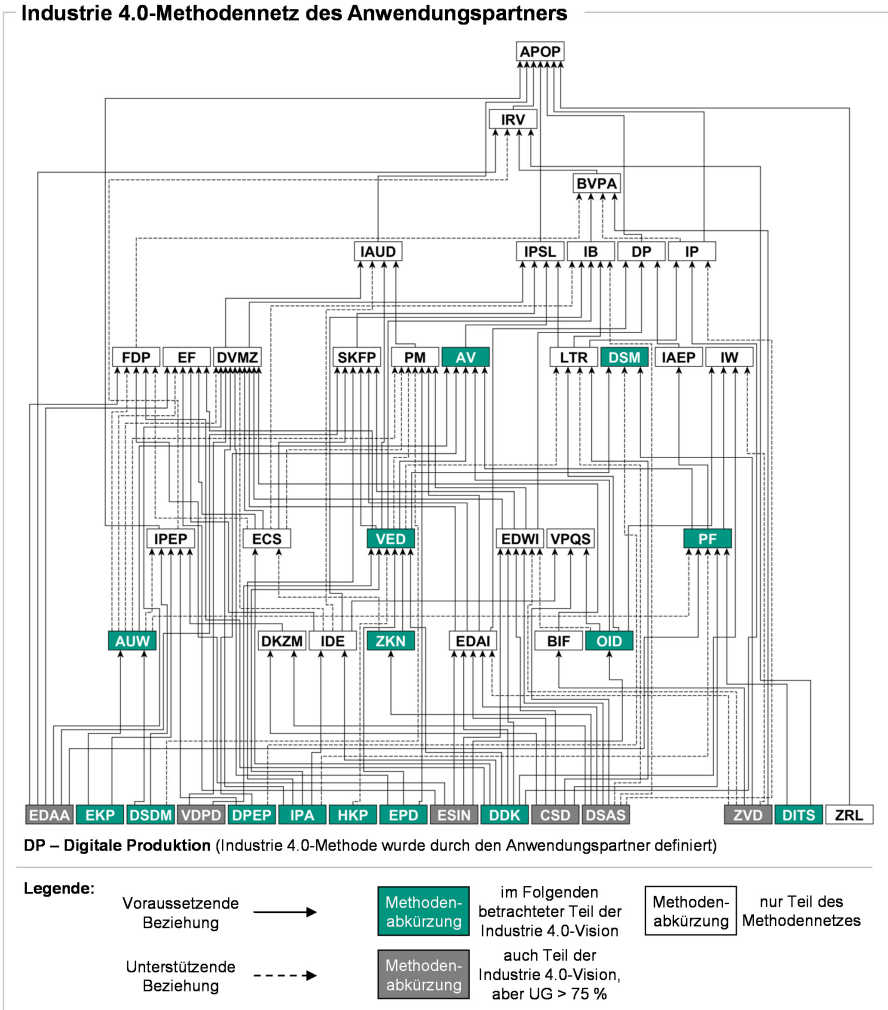 Industrie 4.0-Methodennetz des Anwendungspartners
APOP
IRV
BVPA
IAUD IPSL IB DP IP
FDP EF DVMZ SKFP PM AV LTR DSM IAEP IW
IPEP ECS VED EDWI VPQS PF
AUW DKZM IDE ZKN EDAI BIF OID
EDAA EKP DSDM VDPD DPEP IPA HKP EPD ESIN DDK CSD DSAS ZVD DITS ZRL
DP – Digitale Produktion (Industrie 4.0-Methode wurde durch den Anwendungspartner definiert)
Legende:
Voraussetzende
Beziehung
Methoden-
abkürzung
im Folgenden
betrachteter Teil der
Industrie 4.0-Vision
Methoden-
abkürzung
nur Teil des
Methodennetzes
Unterstützende
Beziehung
Methoden-
abkürzung
auch Teil der
Industrie 4.0-Vision,
aber UG > 75 %